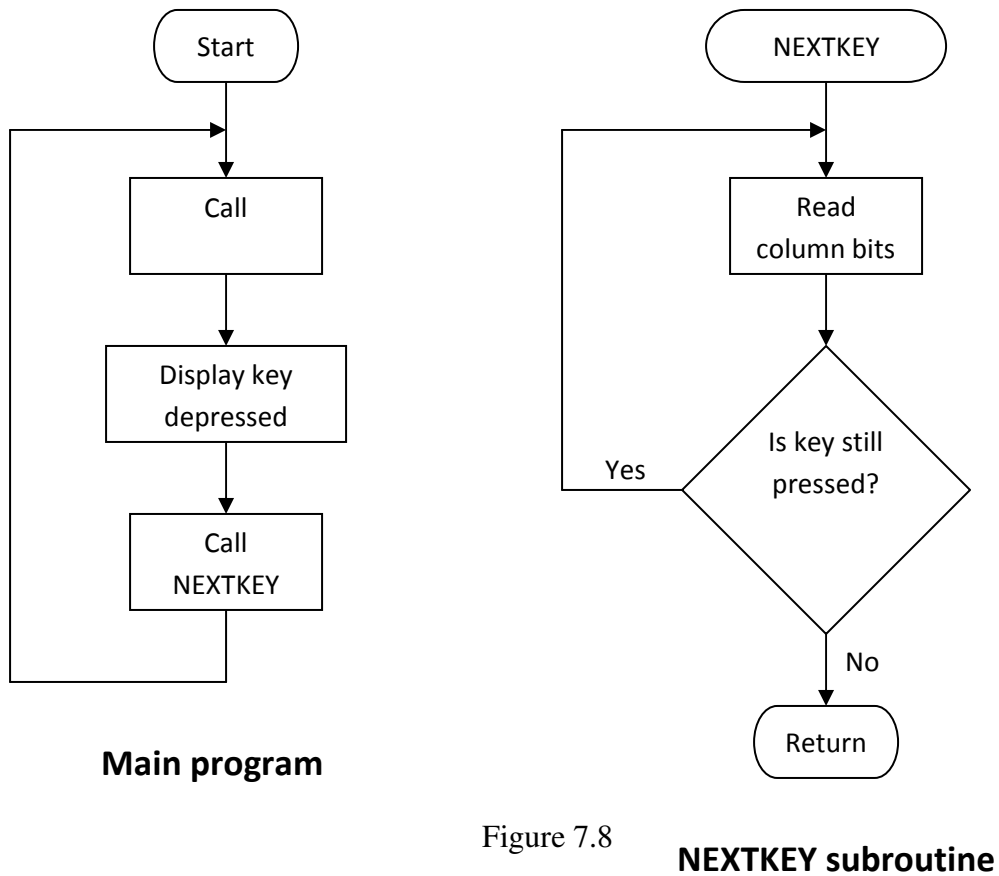 Start
Call
Display key
depressed
Call
NEXTKEY
Main program
NEXTKEY
Read
column bits
Is key still
pressed?
Yes
No
Return
Figure 7.8
NEXTKEY subroutine